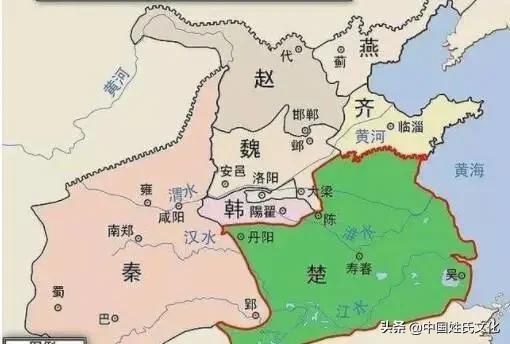 燕
蓟
代
赵
黄河
邯郸
邺
齐
临淄
黄河
黄海
魏
安邑
洛阳
大梁
韩
陽翟
陈
雍
渭水
咸阳
南郑
汉水
丹阳
秦
楚
寿春
吴
蜀
巴
郢
江水
头条 @中国姓氏文化